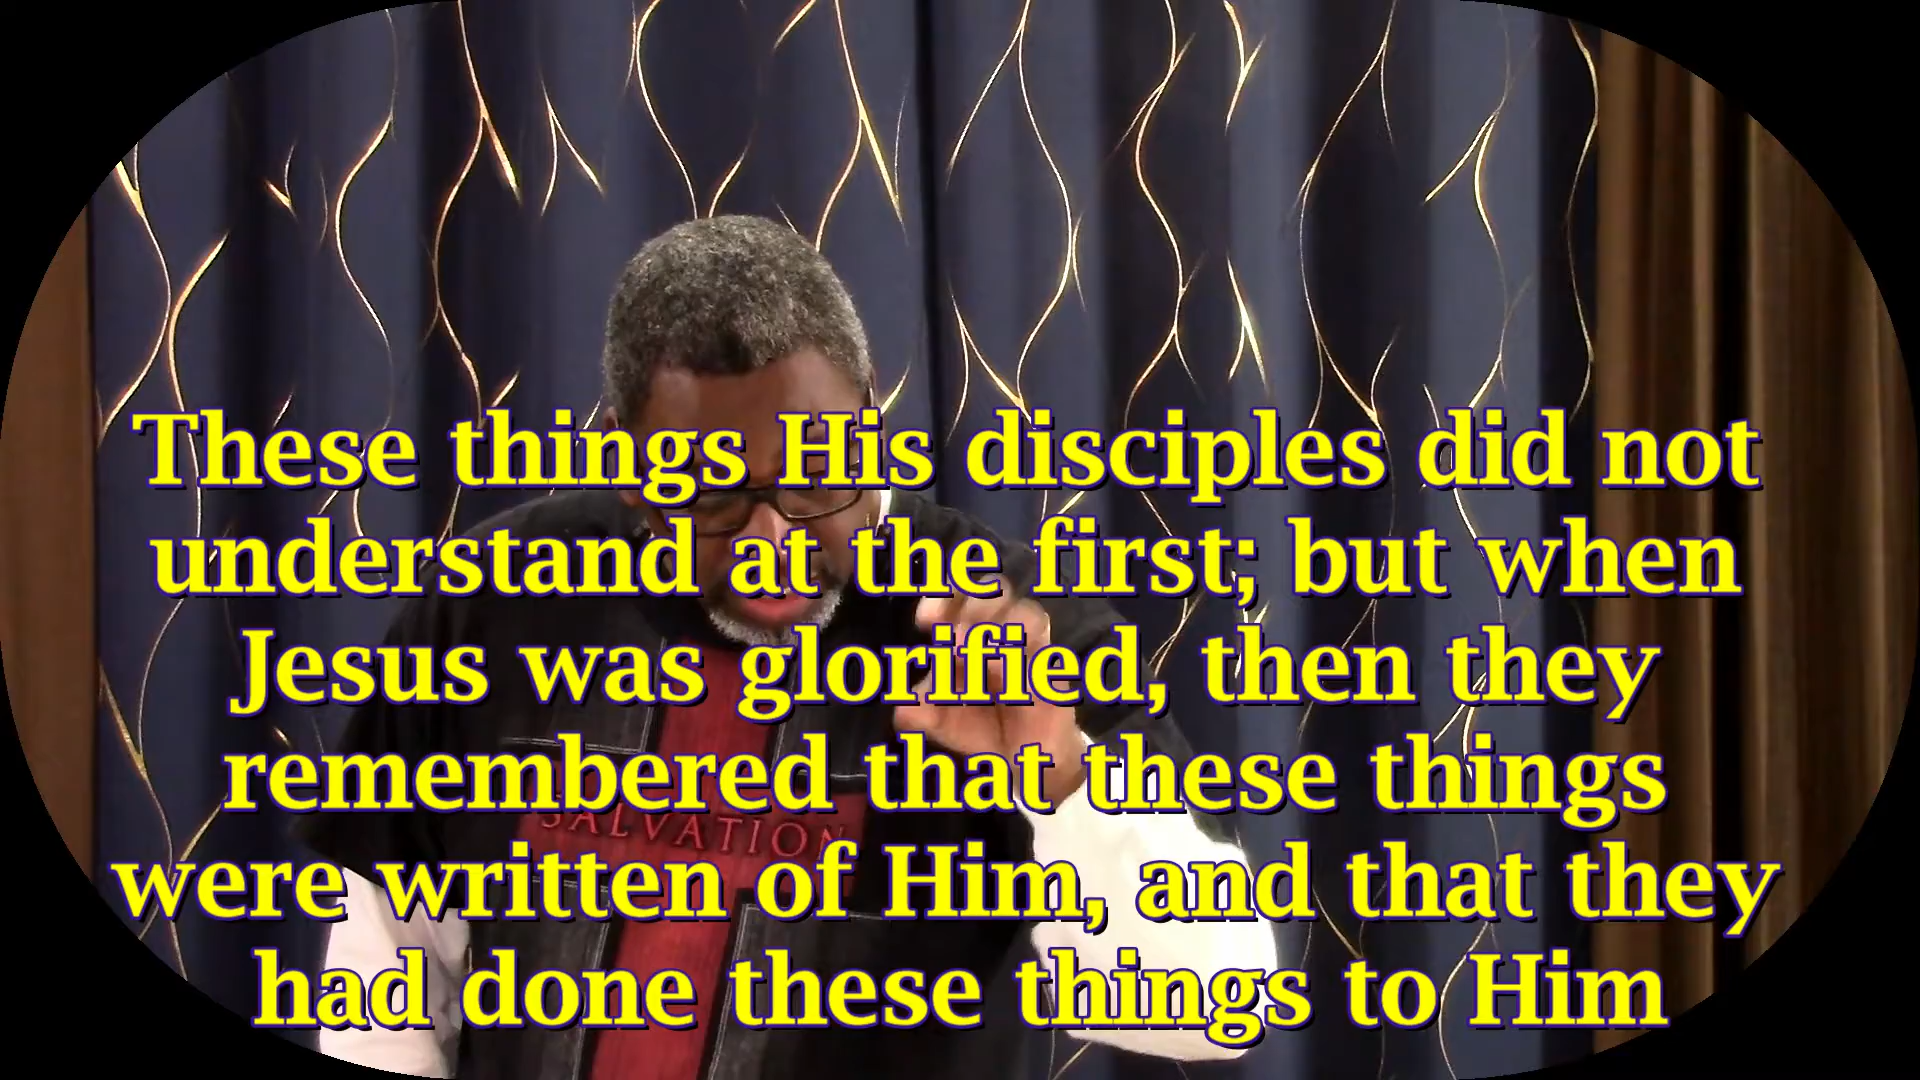 These things His disciples did not
understand at the first; but when
Jesus was glorified, then they
remembered that these things
SALVATION
were written of Him, and that they
had done these things to Him